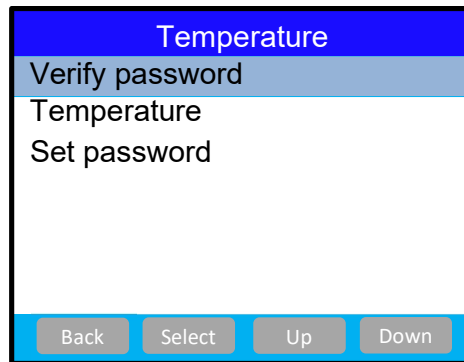 Temperature
Verify password
Temperature
Set password
Back Select Up Down